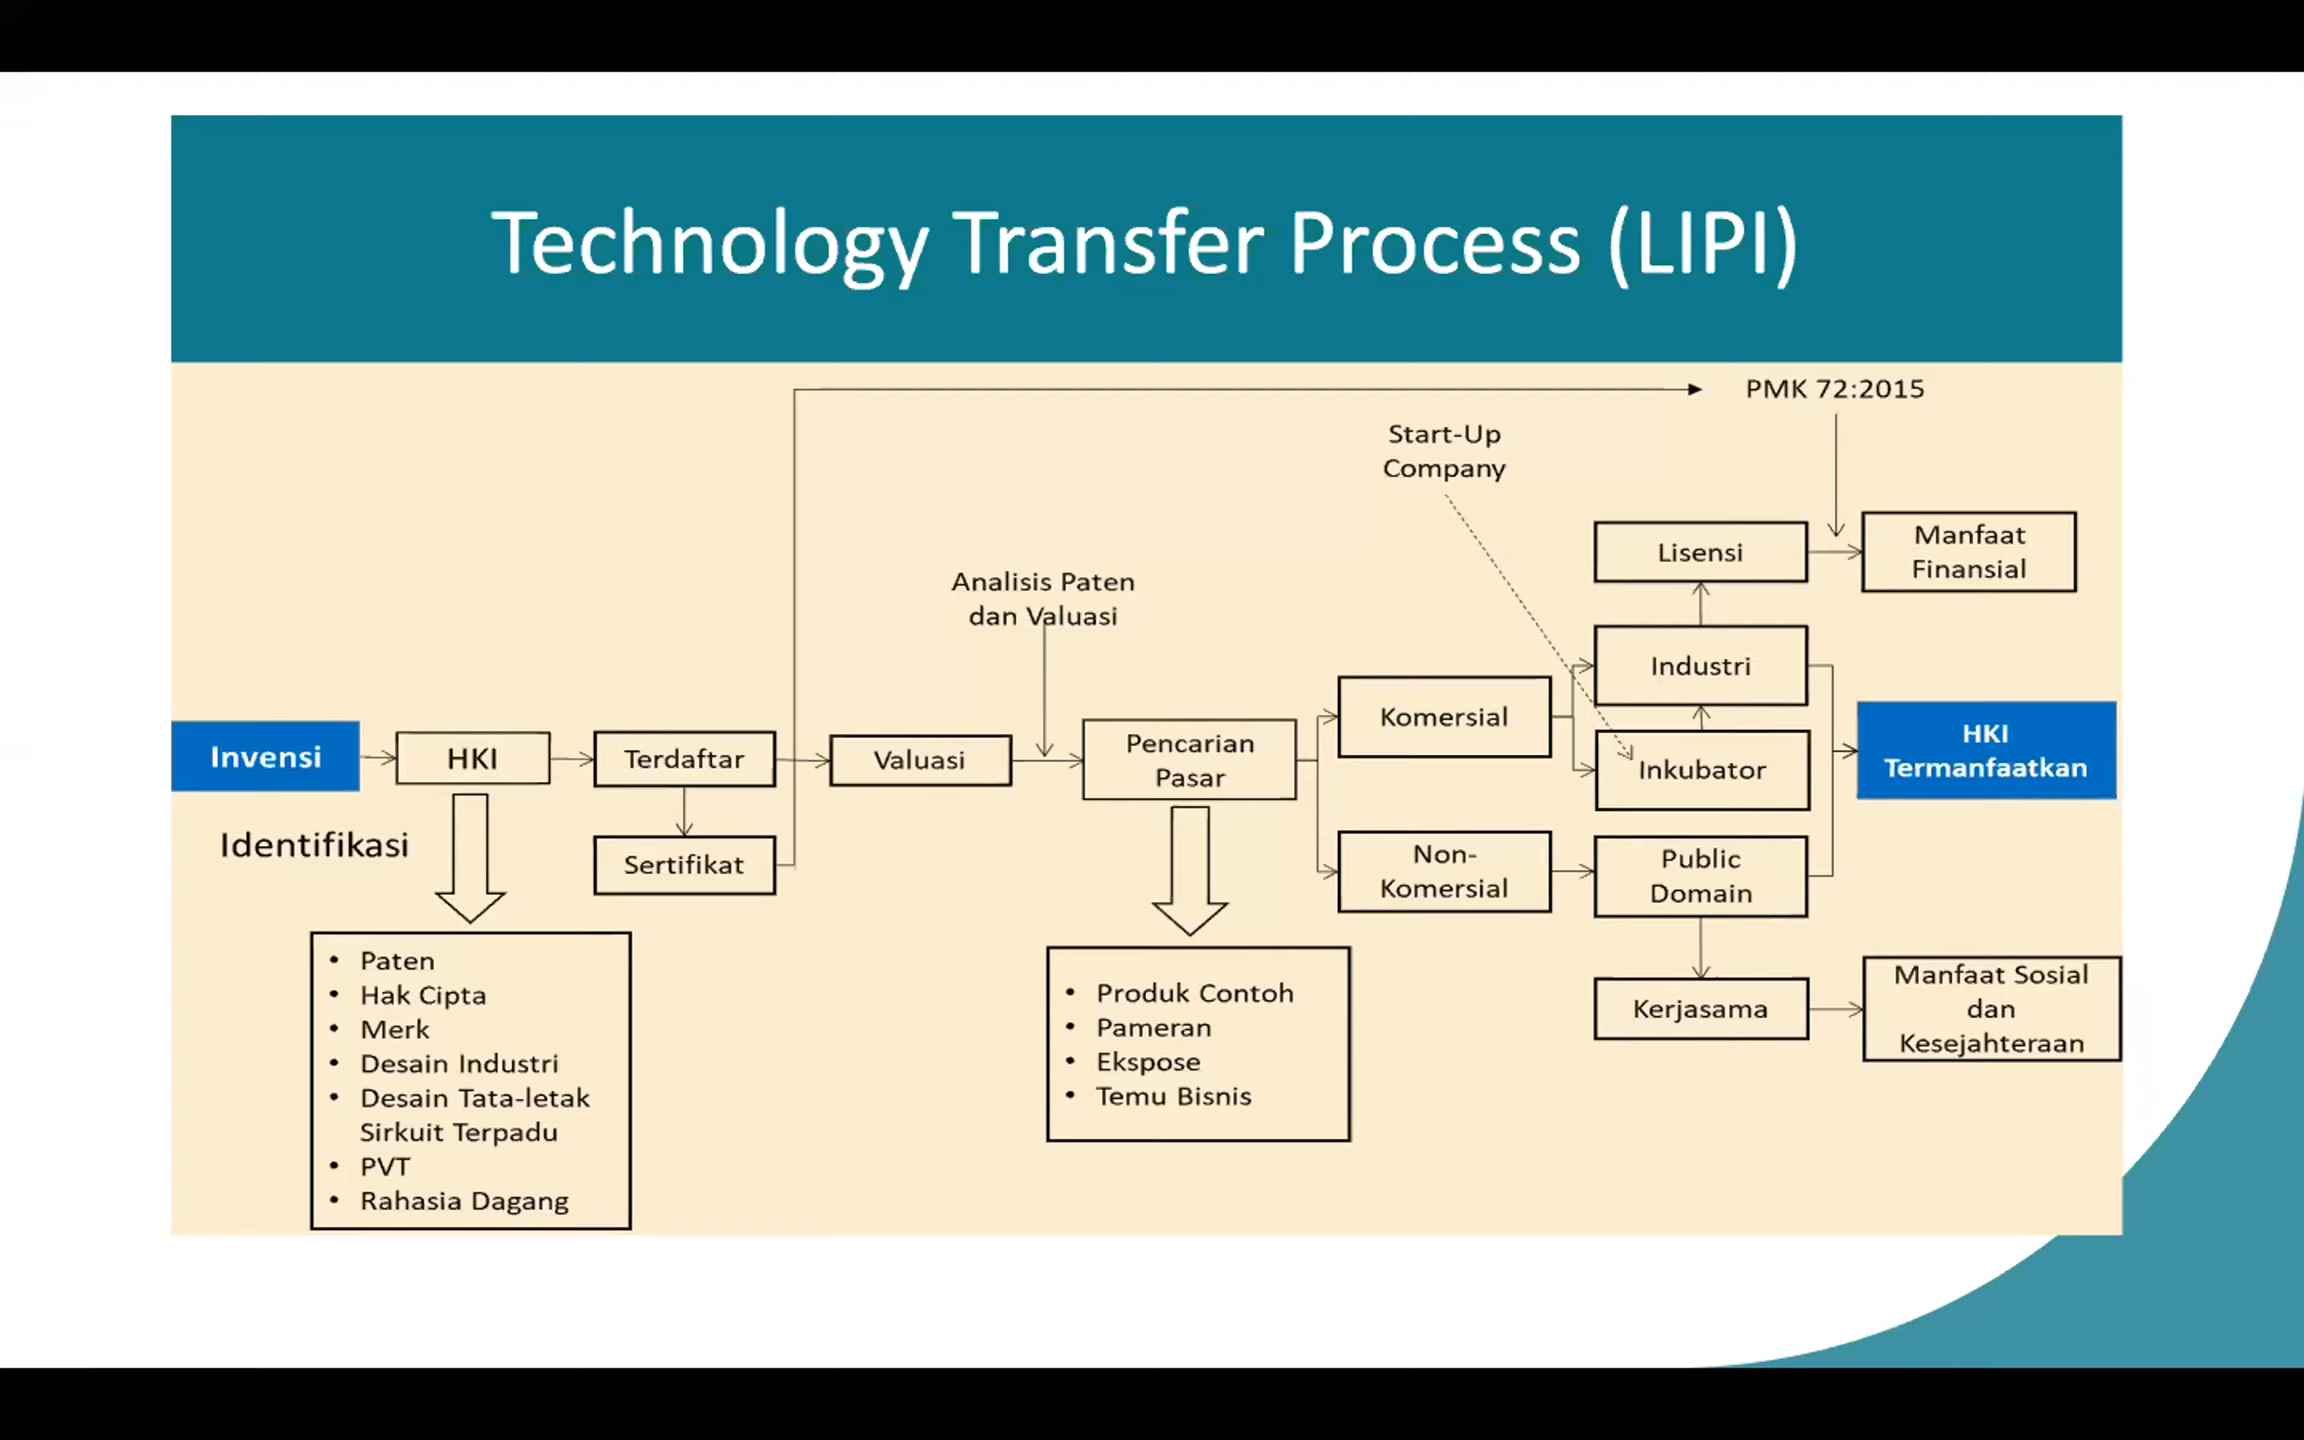 Technology Transfer Process (LIPI)
PMK 72:2015
Start-Up
Company
Lisensi
Manfaat
Finansial
Analisis Paten
dan Valuasi
Industri
Komersial
Invensi
HKI
Terdaftar
Valuasi
Pencarian
Pasar
Inkubator
HKI
Termanfaatkan
Identifikasi
Sertifikat
Non-
Komersial
Public
Domain
• Paten
• Hak Cipta
• Merk
• Desain Industri
• Desain Tata-letak
Sirkuit Terpadu
• PVT
• Rahasia Dagang
• Produk Contoh
• Pameran
• Ekspose
• Temu Bisnis
Kerjasama
Manfaat Sosial
dan
Kesejahteraan